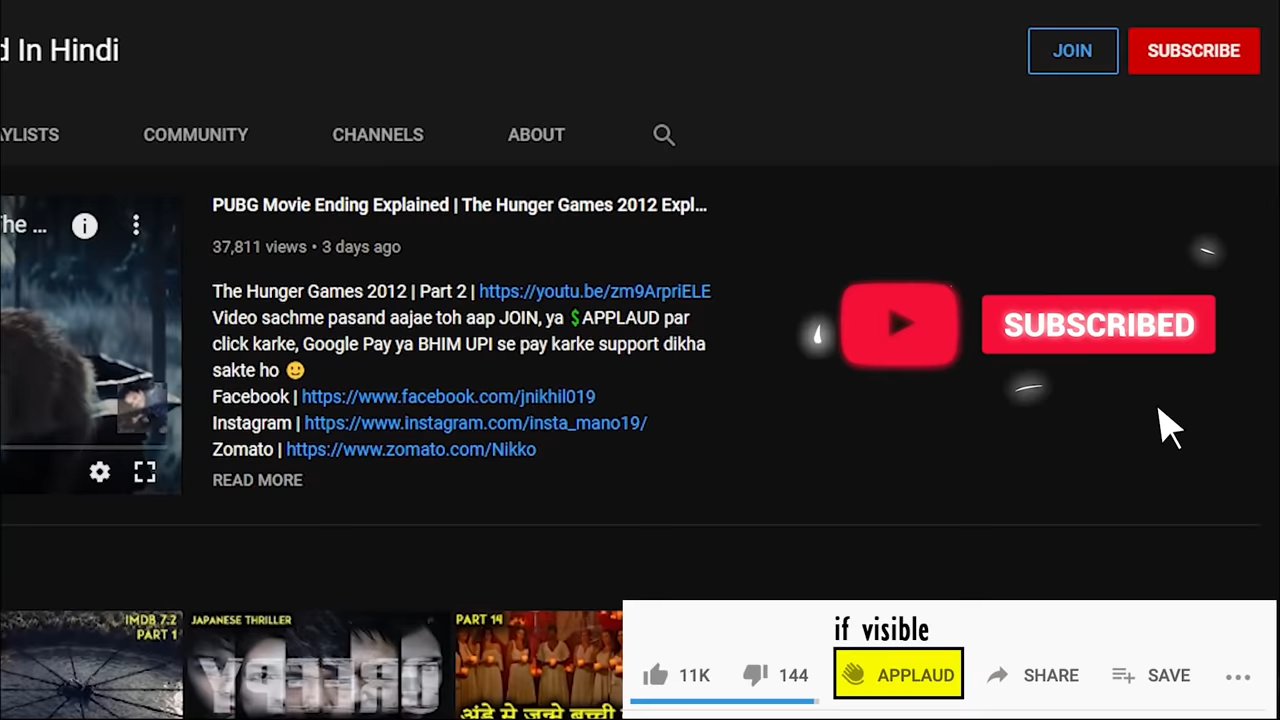 d In Hindi
JOIN
SUBSCRIBE
AYLISTS
COMMUNITY
CHANNELS
ABOUT
The ...
PUBG Movie Ending Explained | The Hunger Games 2012 Expl...
37,811 views • 3 days ago
The Hunger Games 2012 | Part 2 | https://youtu.be/zm9ArpriELE
Video sachme pasand aajae toh aap JOIN, ya $APPLAUD par
click karke, Google Pay ya BHIM UPI se pay karke support dikha
sakte ho 🙂
Facebook | https://www.facebook.com/jnikhil019
Instagram | https://www.instagram.com/insta_mano19/
Zomato | https://www.zomato.com/Nikko
READ MORE
SUBSCRIBED
IMDB 7.2
PART 1
JAPANESE THRILLER
PART 14
अंडे से जन्मे बच्ची
if visible
11K
144
APPLAUD
SHARE
SAVE